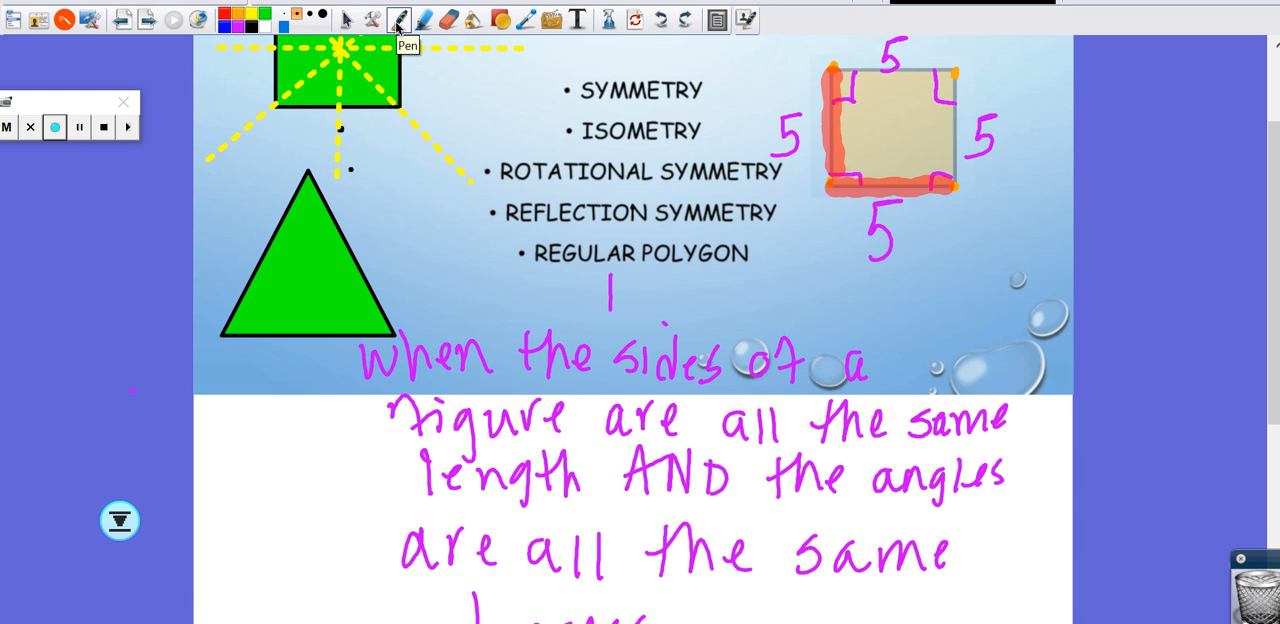 Pen
• SYMMETRY
• ISOMETRY
• ROTATIONAL SYMMETRY
• REFLECTION SYMMETRY
• REGULAR POLYGON
5
5
5
5
M
T
when the sides of a
figure are all the same
length AND the angles
are all the same